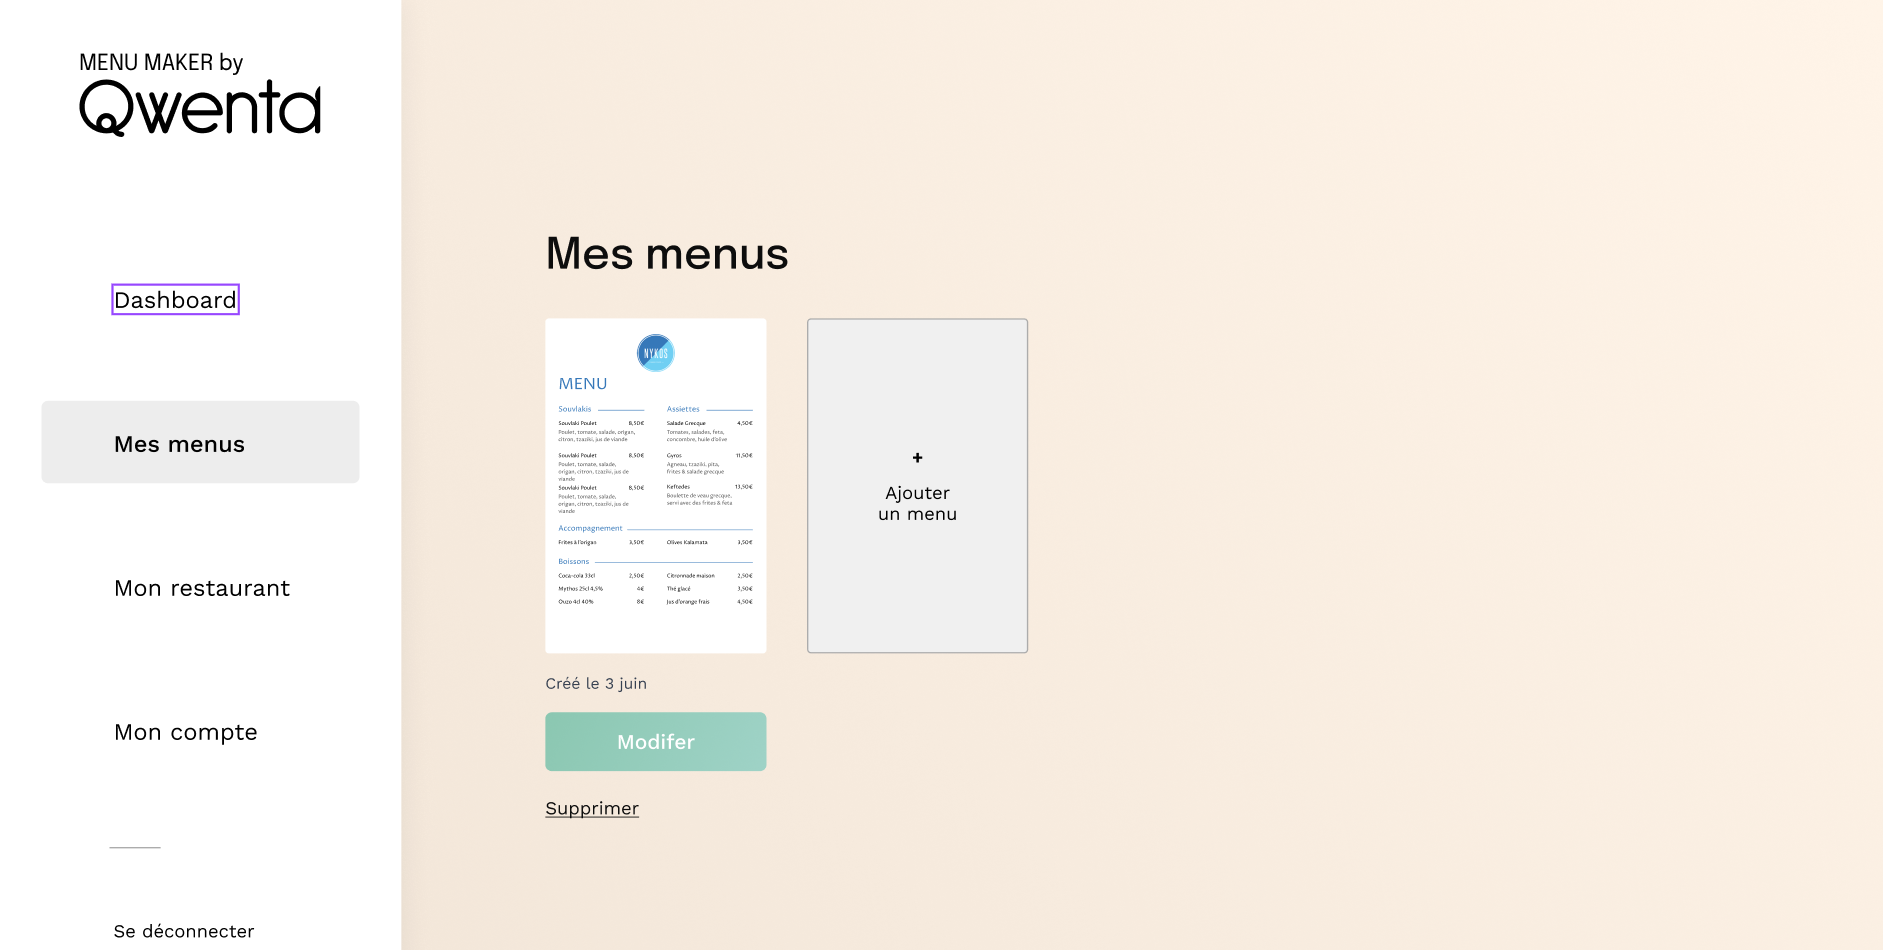 MENU MAKER by
Qwenta
Dashboard
Mes menus
Mon restaurant
Mon compte
Se déconnecter
Mes menus
NYKOS
MENU
Souvlakis
Souvlaki Poulet 8,50€
Poulet, tomate, salade, origan,
citron, tzaziki, jus de viande
Souvlaki Poulet 8,50€
Poulet, tomate, salade,
origan, citron, tzaziki, jus de
viande
Souvlaki Poulet 8,50€
Poulet, tomate, salade,
origan, citron, tzaziki, jus de
viande
Assiettes
Salade Grecque 4,50€
Tomates, salades, feta,
concombre, huile d'olive
Gyros 11,50€
Agneau, tzaziki, pita,
frites & salade grecque
Keftedes 13,50€
Boulette de veau grecque,
servi avec des frites & feta
Accompagnement
Frites à l'origan 3,50€
Olives Kalamata 3,50€
Boissons
Coca-cola 33cl 2,50€
Mythos 25cl 4,5% 4€
Ouzo 4cl 40% 8€
Citronnade maison 2,50€
Thé glacé 3,50€
Jus d'orange frais 4,50€
+
Ajouter
un menu
Créé le 3 juin
Modifer
Supprimer